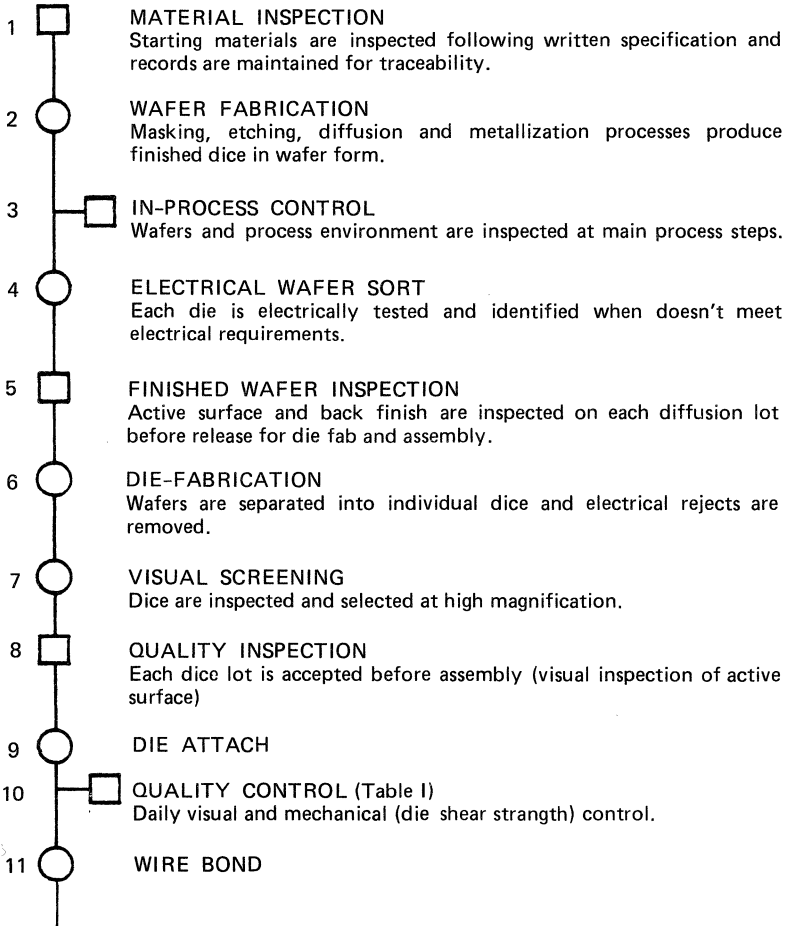 1 MATERIAL INSPECTION
Starting materials are inspected following written specification and
records are maintained for traceability.
2 WAFER FABRICATION
Masking, etching, diffusion and metallization processes produce
finished dice in wafer form.
3 IN-PROCESS CONTROL
Wafers and process environment are inspected at main process steps.
4 ELECTRICAL WAFER SORT
Each die is electrically tested and identified when doesn't meet
electrical requirements.
5 FINISHED WAFER INSPECTION
Active surface and back finish are inspected on each diffusion lot
before release for die fab and assembly.
6 DIE-FABRICATION
Wafers are separated into individual dice and electrical rejects are
removed.
7 VISUAL SCREENING
Dice are inspected and selected at high magnification.
8 QUALITY INSPECTION
Each dice lot is accepted before assembly (visual inspection of active
surface)
9 DIE ATTACH
10 QUALITY CONTROL (Table I)
Daily visual and mechanical (die shear strangth) control.
11 WIRE BOND